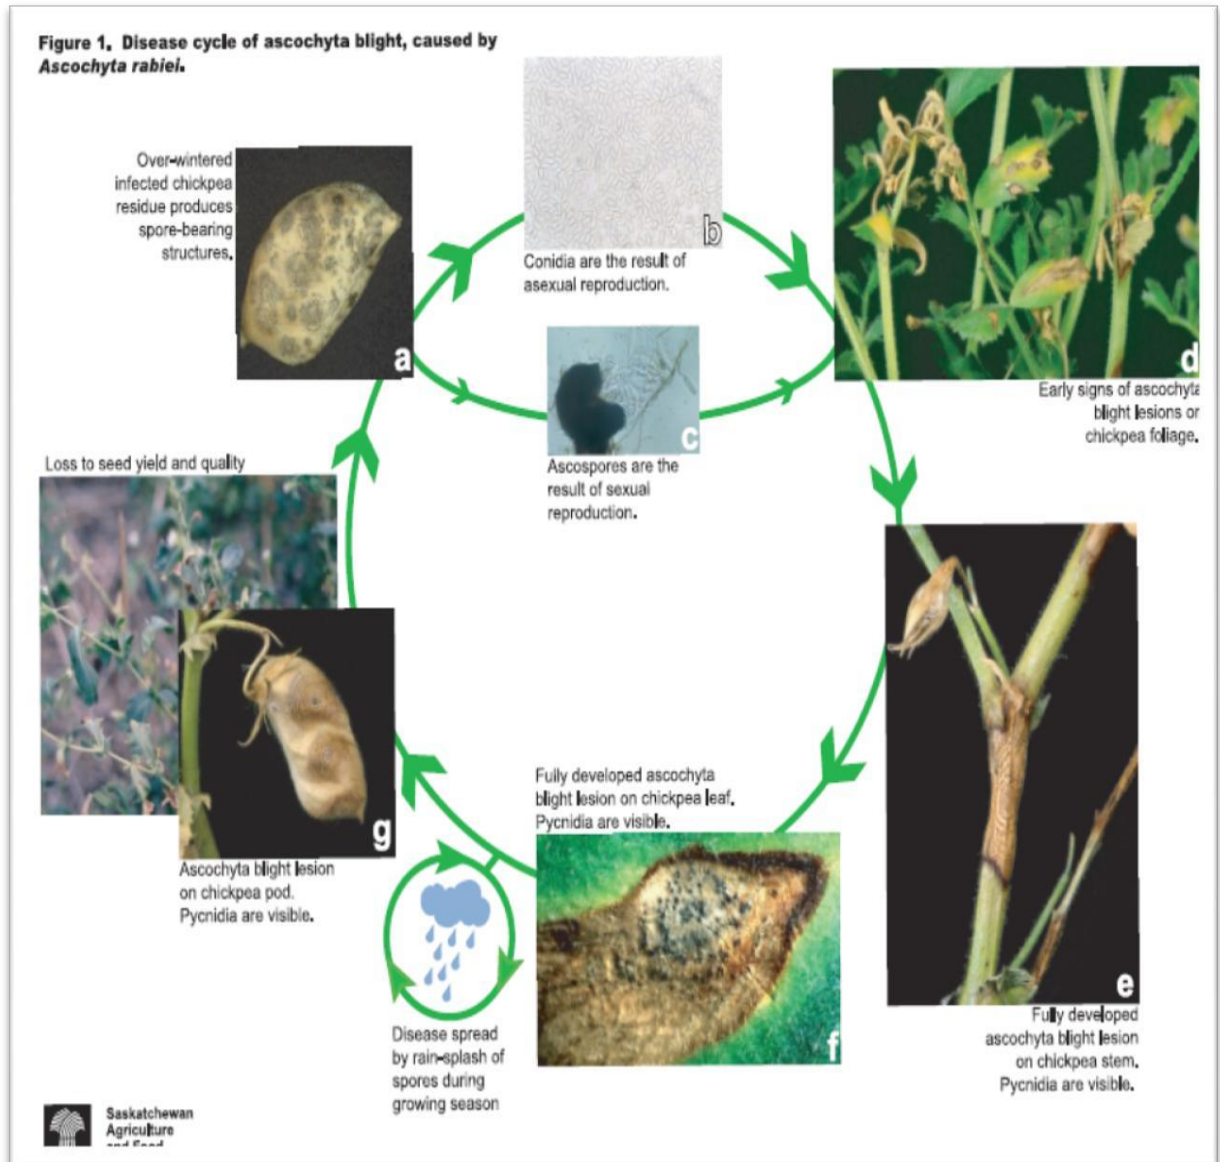 Figure 1. Disease cycle of ascochyta blight, caused by
Ascochyta rabiei.
Over-wintered
infected chickpea
residue produces
spore-bearing
structures.
a
b
Conidia are the result of
asexual reproduction.
c
Ascospores are the
result of sexual
reproduction.
d
Early signs of ascochyta
blight lesions or
chickpea foliage.
e
Fully developed
ascochyta blight lesion
on chickpea stem.
Pycnidia are visible.
Fully developed ascochyta
blight lesion on chickpea leaf.
Pycnidia are visible.
f
Disease spread
by rain-splash of
spores during
growing season
Loss to seed yield and quality
g
Ascochyta blight lesion
on chickpea pod.
Pycnidia are visible.
Saskatchewan
Agriculture
and Food